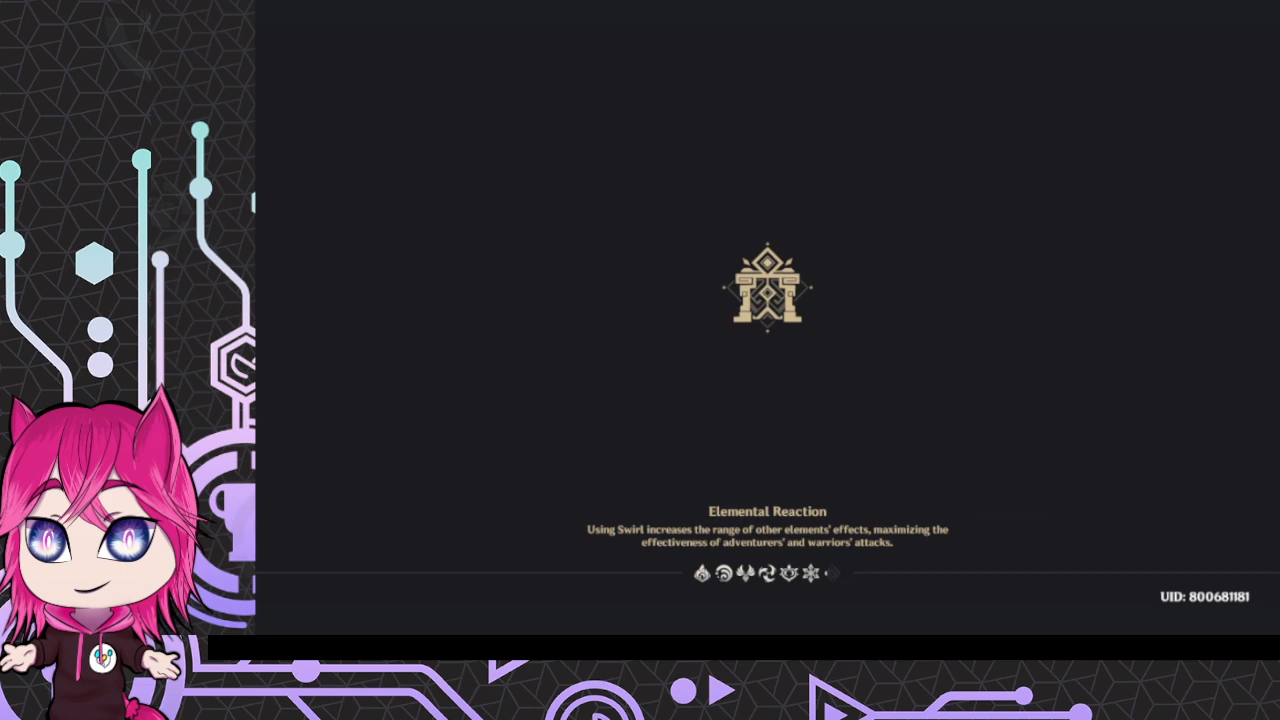 Elemental Reaction
Using Swirl increases the range of other elements' effects, maximizing the
effectiveness of adventurers' and warriors' attacks.
UID: 800681181